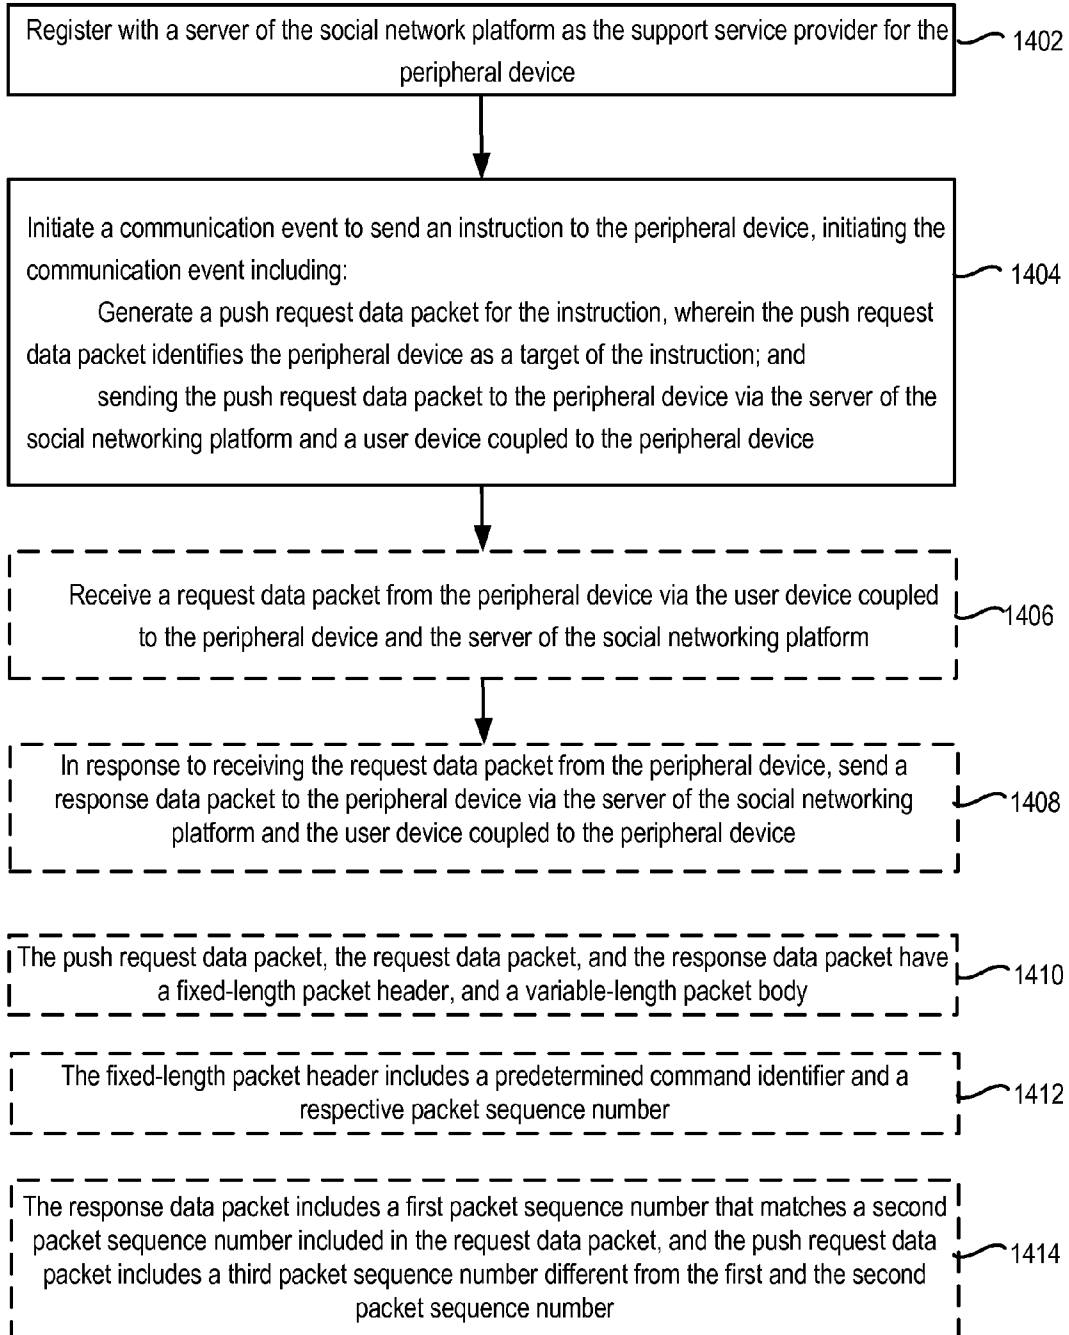 Register with a server of the social network platform as the support service provider for the
peripheral device
1402
Initiate a communication event to send an instruction to the peripheral device, initiating the
communication event including:
Generate a push request data packet for the instruction, wherein the push request
data packet identifies the peripheral device as a target of the instruction; and
sending the push request data packet to the peripheral device via the server of the
social networking platform and a user device coupled to the peripheral device
1404
Receive a request data packet from the peripheral device via the user device coupled
to the peripheral device and the server of the social networking platform
1406
In response to receiving the request data packet from the peripheral device, send a
response data packet to the peripheral device via the server of the social networking
platform and the user device coupled to the peripheral device
1408
The push request data packet, the request data packet, and the response data packet have
a fixed-length packet header, and a variable-length packet body
1410
The fixed-length packet header includes a predetermined command identifier and a
respective packet sequence number
1412
The response data packet includes a first packet sequence number that matches a second
packet sequence number included in the request data packet, and the push request data
packet includes a third packet sequence number different from the first and the second
packet sequence number
1414